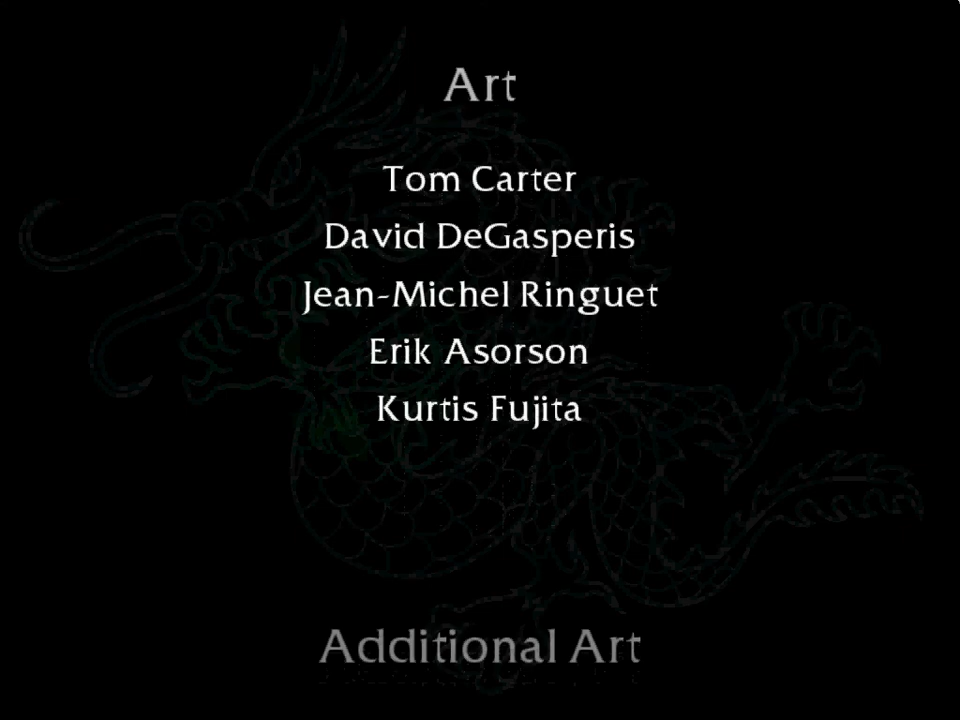 Art
Tom Carter
David DeGasperis
Jean-Michel Ringuet
Erik Asorson
Kurtis Fujita
Additional Art